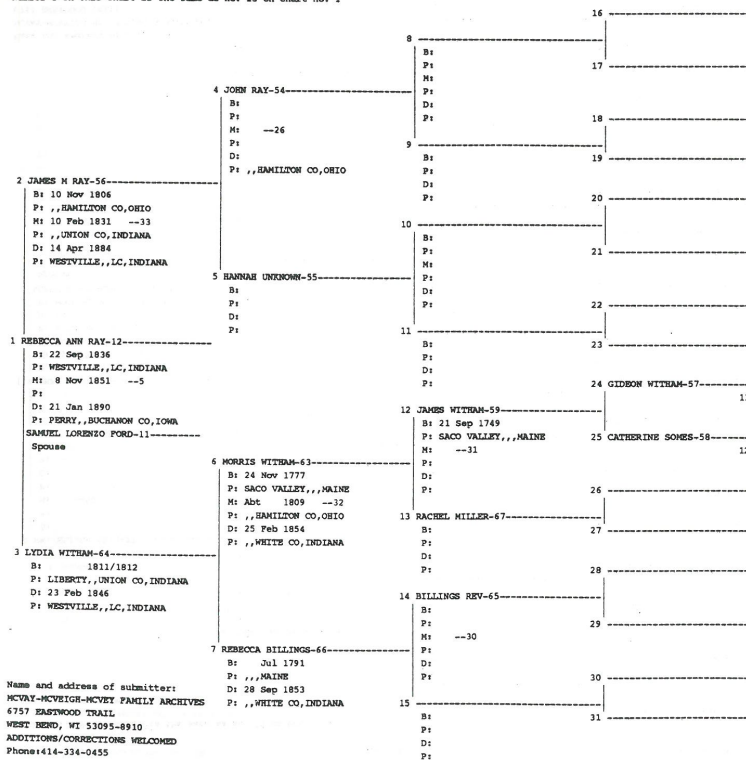 1 REBECCA ANN RAY-12
B: 22 Sep 1836
P: WESTVILLE,,LC,INDIANA
M: 8 Nov 1851 --5
P:
D: 21 Jan 1890
P: PERRY,,BUCHANON CO,IOWA
SAMUEL LORENZO FORD-11
Spouse
2 JAMES M RAY-56
B: 10 Nov 1806
P: ,,HAMILTON CO,OHIO
M: 10 Feb 1831 --33
P: ,,UNION CO,INDIANA
D: 14 Apr 1884
P: WESTVILLE,,LC,INDIANA
3 LYDIA WITHAM-64
B: 1811/1812
P: LIBERTY,,UNION CO,INDIANA
D: 23 Feb 1846
P: WESTVILLE,,LC,INDIANA
4 JOHN RAY-54
B:
P:
M: --26
P:
D:
P: ,,HAMILTON CO,OHIO
5 HANNAH UNKNOWN-55
B:
P:
D:
P:
6 MORRIS WITHAM-63
B: 24 Nov 1777
P: SACO VALLEY,,,MAINE
M: Abt 1809 --32
P: ,,HAMILTON CO,OHIO
D: 25 Feb 1854
P: ,,WHITE CO,INDIANA
7 REBECCA BILLINGS-66
B: Jul 1791
P: ,,,MAINE
D: 28 Sep 1853
P: ,,WHITE CO,INDIANA
8
B:
P:
M:
P:
D:
P:
9
B:
P:
D:
P:
10
B:
P:
M:
P:
D:
P:
11
B:
P:
D:
P:
12 JAMES WITHAM-59
B: 21 Sep 1749
P: SACO VALLEY,,,MAINE
M: --31
P:
D:
P:
13 RACHEL MILLER-67
B:
P:
D:
P:
14 BILLINGS REV-65
B:
P:
M: --30
P:
D:
P:
15
B:
P:
D:
P:
16
17
18
19
20
21
22
23
24 GIDEON WITHAM-57
25 CATHERINE SOMES-58
26
27
28
29
30
31
Name and address of submitter:
MCVAY-MCVEIGH-MCVEY FAMILY ARCHIVES
6757 EASTWOOD TRAIL
WEST BEND, WI 53095-8910
ADDITIONS/CORRECTIONS WELCOMED
Phone:414-334-0455